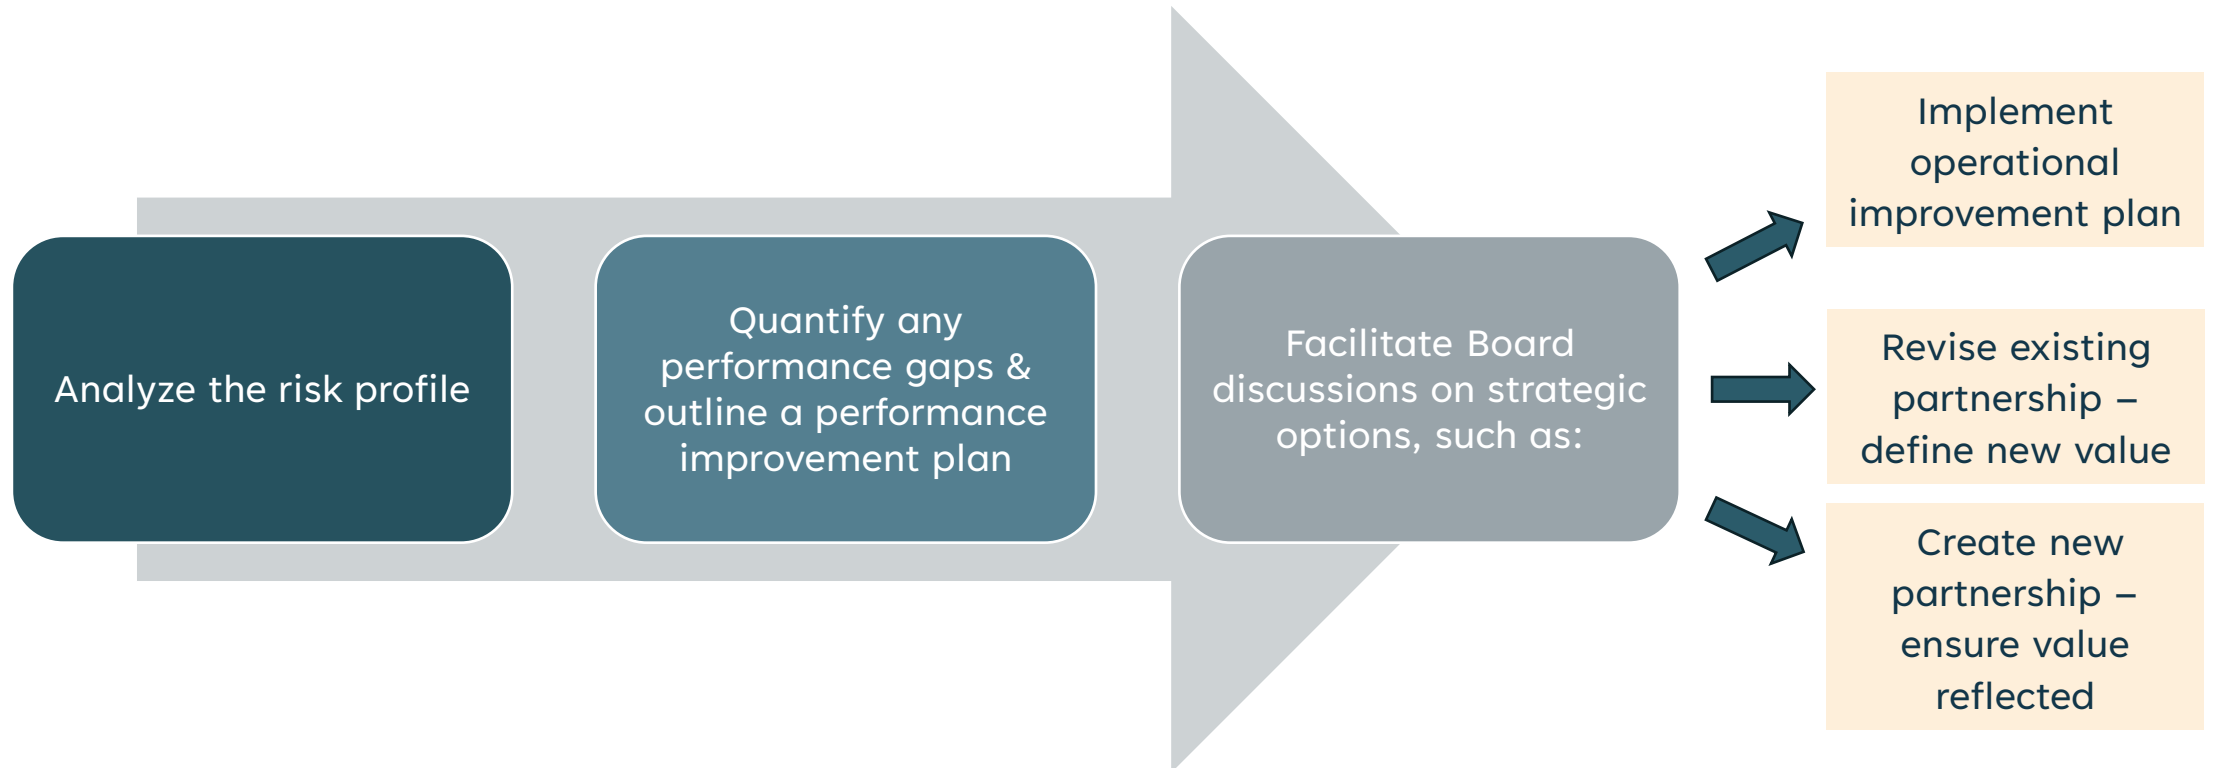 Analyze the risk profile
Quantify any
performance gaps &
outline a performance
improvement plan
Facilitate Board
discussions on strategic
options, such as:
Implement
operational
improvement plan
Revise existing
partnership –
define new value
Create new
partnership –
ensure value
reflected